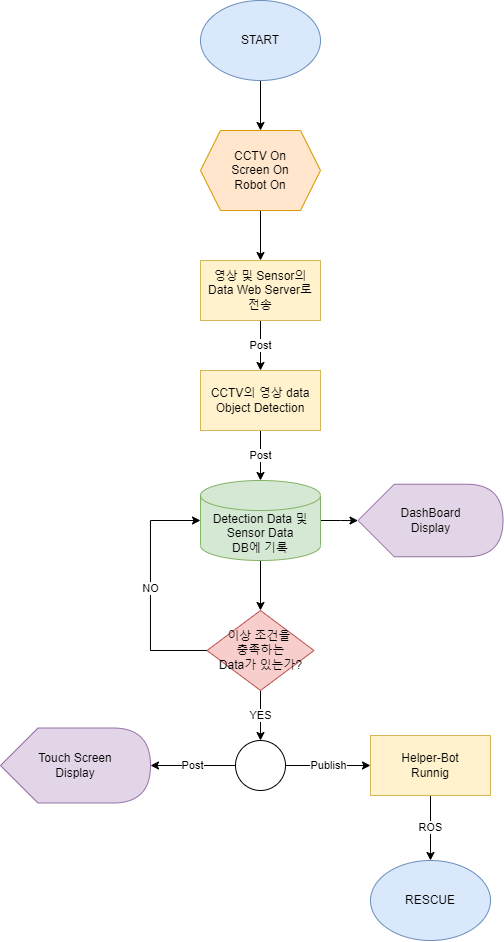 START
CCTV On
Screen On
Robot On
영상 및 Sensor의
Data Web Server로
전송
Post
CCTV의 영상 data
Object Detection
Post
Detection Data 및
Sensor Data
DB에 기록
DashBoard
Display
NO
이상 조건을
충족하는
Data가 있는가?
YES
Touch Screen
Display
Post
Publish
Helper-Bot
Runnig
ROS
RESCUE